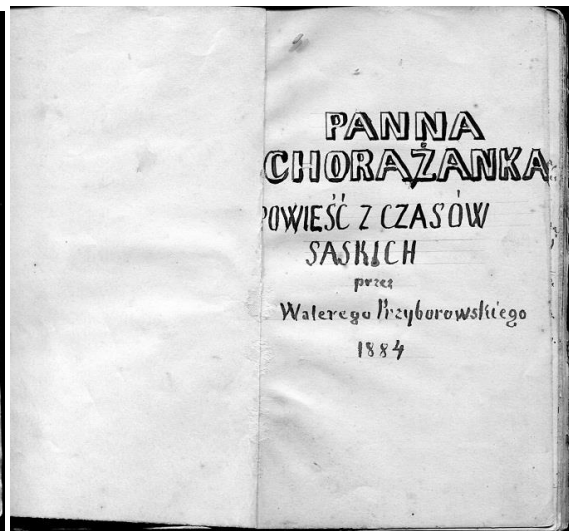 PANNA
CHORĄŻANKA
POWIEŚĆ Z CZASÓW
SASKICH
przez
Walerego Przyborowskiego
1884